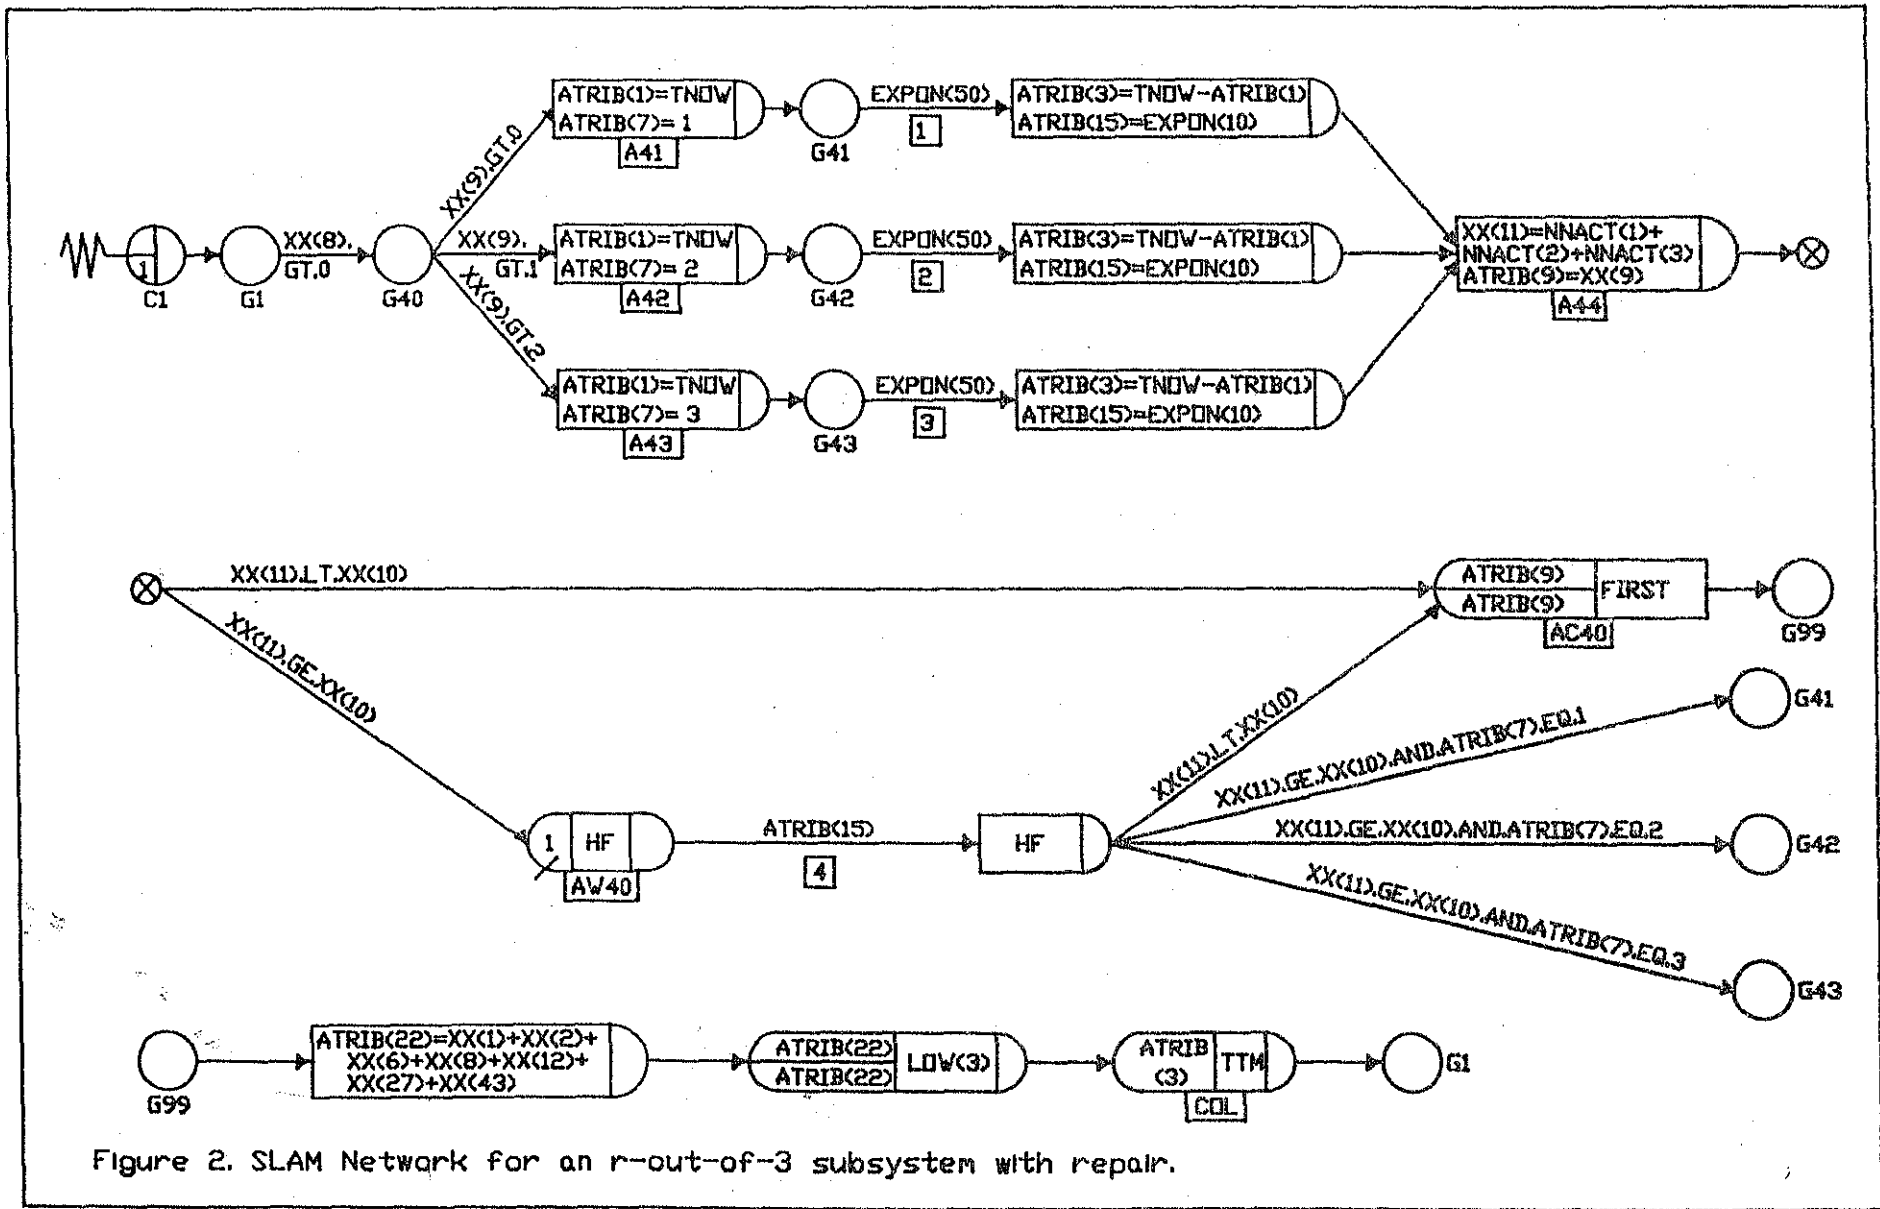 ATRIB(1)=TNOW
ATRIB(7)= 1
A41
G41
EXPON(50)
1
ATRIB(3)=TNOW-ATRIB(1)
ATRIB(15)=EXPON(10)
XX(9).GT.0
1
C1
G1
XX(8).
GT.0
G40
XX(9).
GT.1
ATRIB(1)=TNOW
ATRIB(7)= 2
A42
G42
EXPON(50)
2
ATRIB(3)=TNOW-ATRIB(1)
ATRIB(15)=EXPON(10)
XX(11)=NNACT(1)+
NNACT(2)+NNACT(3)
ATRIB(9)=XX(9)
A44
XX(9).GT.2
ATRIB(1)=TNOW
ATRIB(7)= 3
A43
G43
EXPON(50)
3
ATRIB(3)=TNOW-ATRIB(1)
ATRIB(15)=EXPON(10)
XX(11).LT.XX(10)
ATRIB(9)
ATRIB(9)
FIRST
AC40
G99
XX(11).GE.XX(10)
XX(11).LT.XX(10)
XX(11).GE.XX(10).AND.ATRIB(7).EQ.1
G41
1
HF
AW40
ATRIB(15)
4
HF
XX(11).GE.XX(10).AND.ATRIB(7).EQ.2
G42
XX(11).GE.XX(10).AND.ATRIB(7).EQ.3
G43
G99
ATRIB(22)=XX(1)+XX(2)+
XX(6)+XX(8)+XX(12)+
XX(27)+XX(43)
ATRIB(22)
ATRIB(22)
LOW(3)
ATRIB
(3)
TTM
COL
G1
Figure 2. SLAM Network for an r-out-of-3 subsystem with repair.